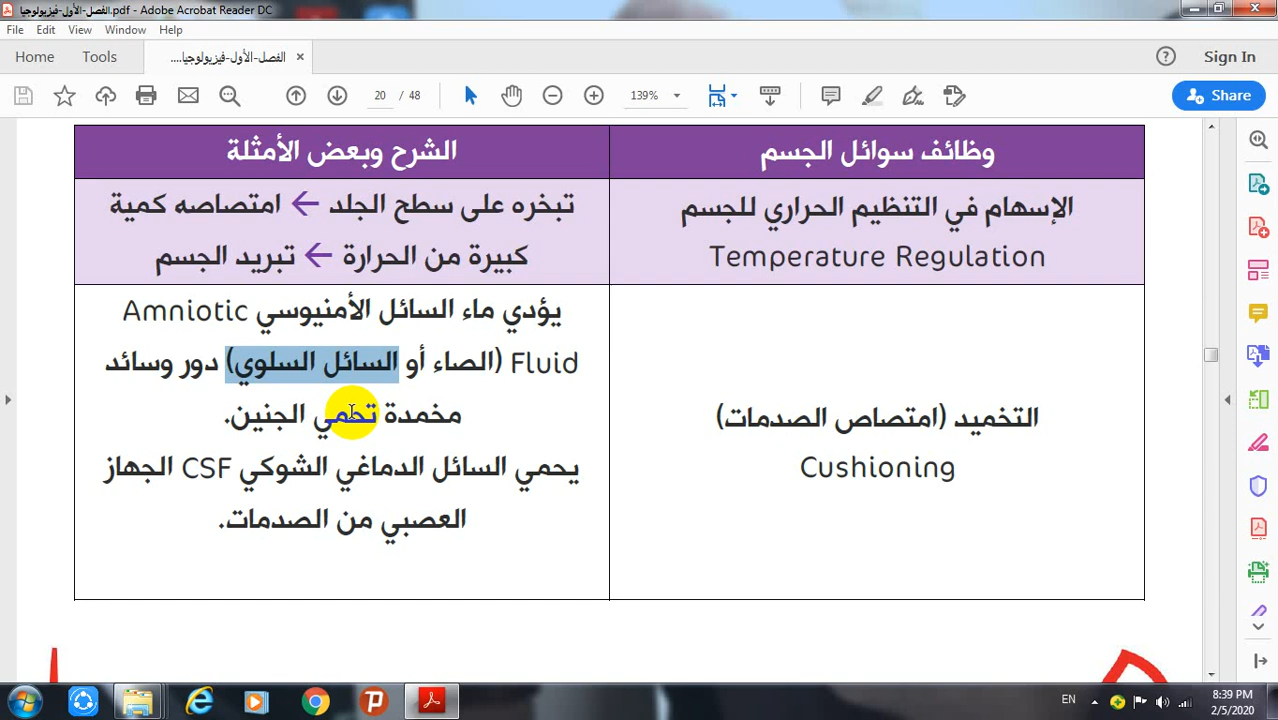 الفصل-الأول-فيزيولوجيا.pdf - Adobe Acrobat Reader DC
File Edit View Window Help
Home Tools الفصل-الأول-فيزيولوجيا.... × Sign In
20 / 48 139% Share
وظائف سوائل الجسم
الشرح وبعض الأمثلة
الإسهام في التنظيم الحراري للجسم
Temperature Regulation
تبخره على سطح الجلد ← امتصاصه كمية
كبيرة من الحرارة ← تبريد الجسم
التخميد (امتصاص الصدمات)
Cushioning
يؤدي ماء السائل الأمنيوسي Amniotic
Fluid (الصاء أو السائل السلوي) دور وسائد
مخمدة تحمي الجنين.
يحمي السائل الدماغي الشوكي CSF الجهاز
العصبي من الصدمات.
EN 8:39 PM
2/5/2020